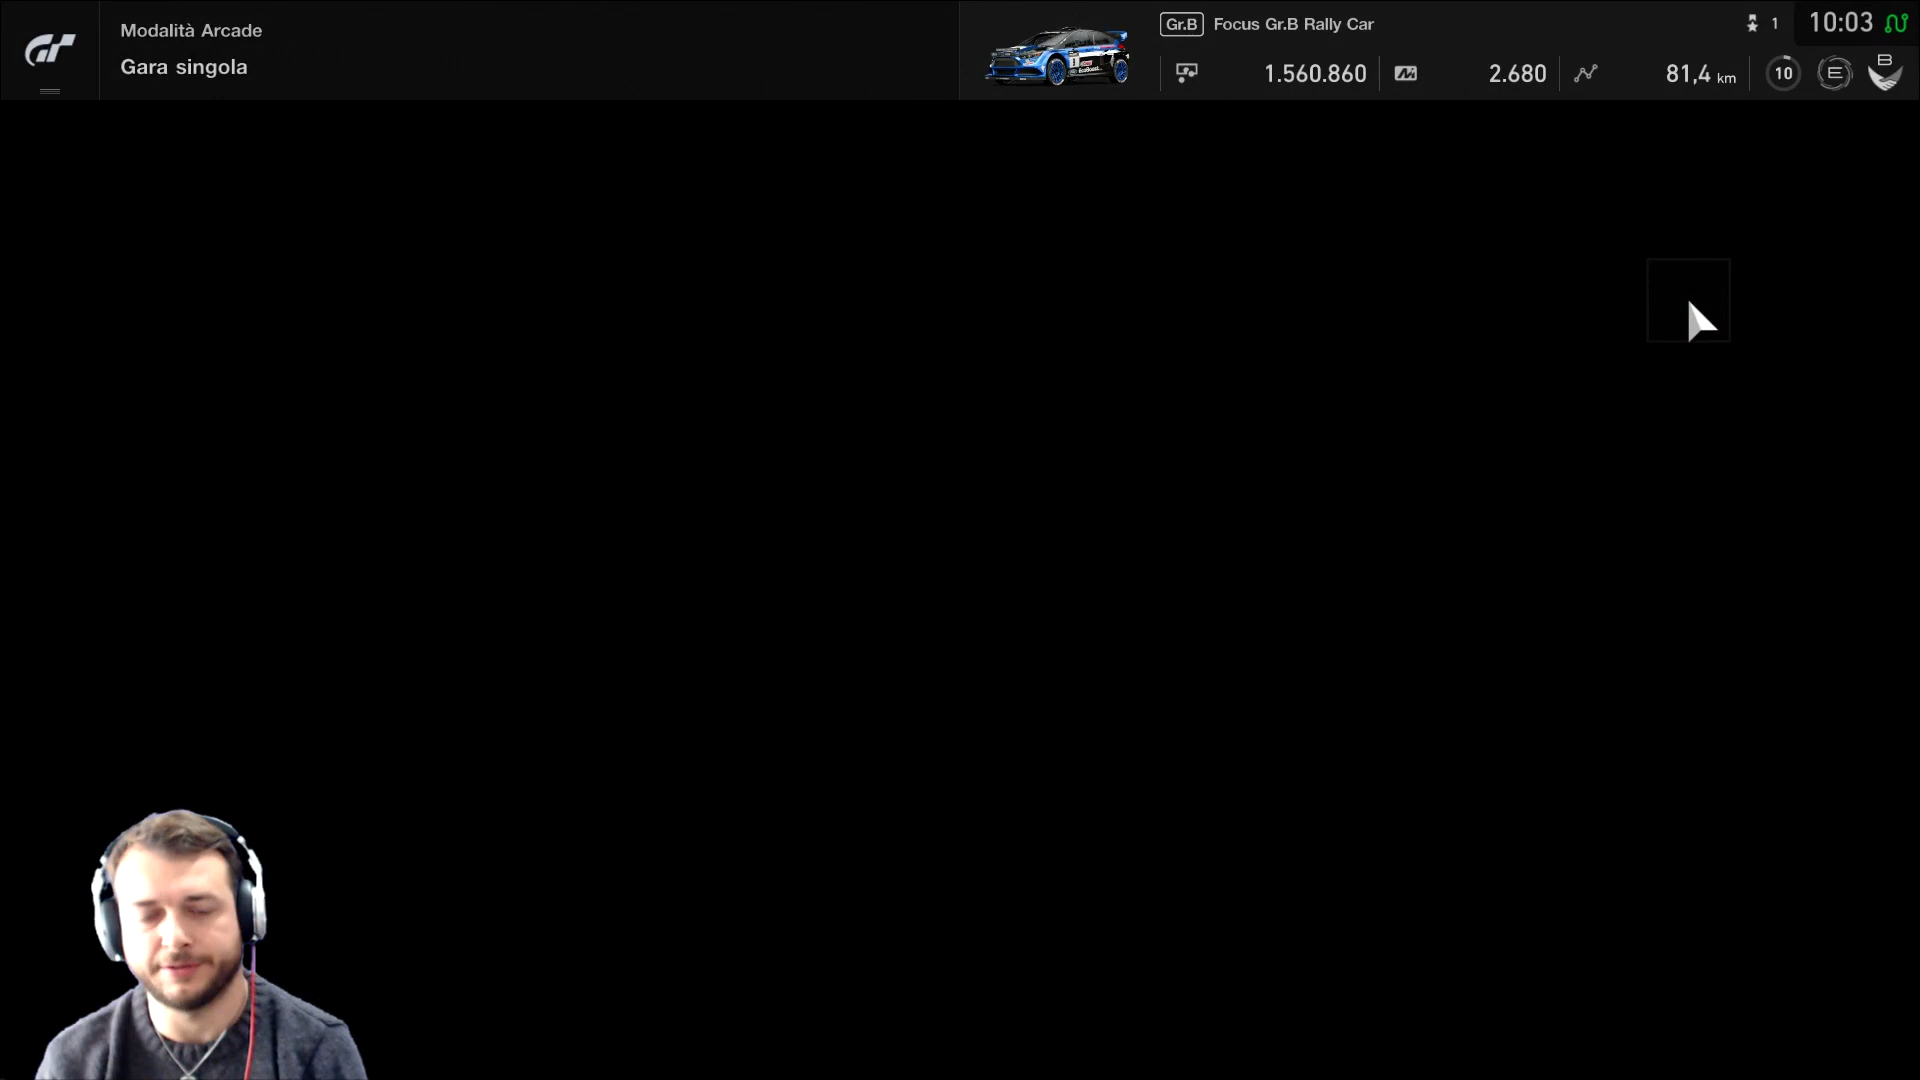 Modalità Arcade
Gara singola
Gr.B Focus Gr.B Rally Car
1
10:03
1.560.860
2.680
81,4 km
10
E
B